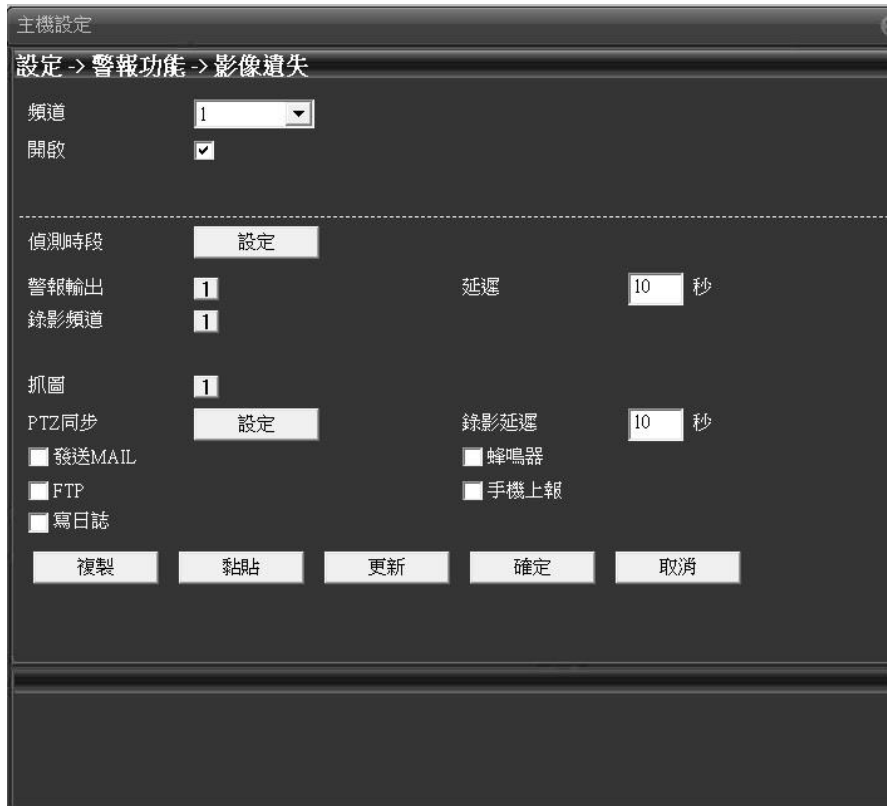 主機設定
設定 -> 警報功能 -> 影像遺失
頻道 1
開啟
偵測時段 設定
警報輸出 1 延遲 10 秒
錄影頻道 1
抓圖 1
PTZ同步 設定 錄影延遲 10 秒
發送MAIL 蜂鳴器
FTP 手機上報
寫日誌
複製 黏貼 更新 確定 取消